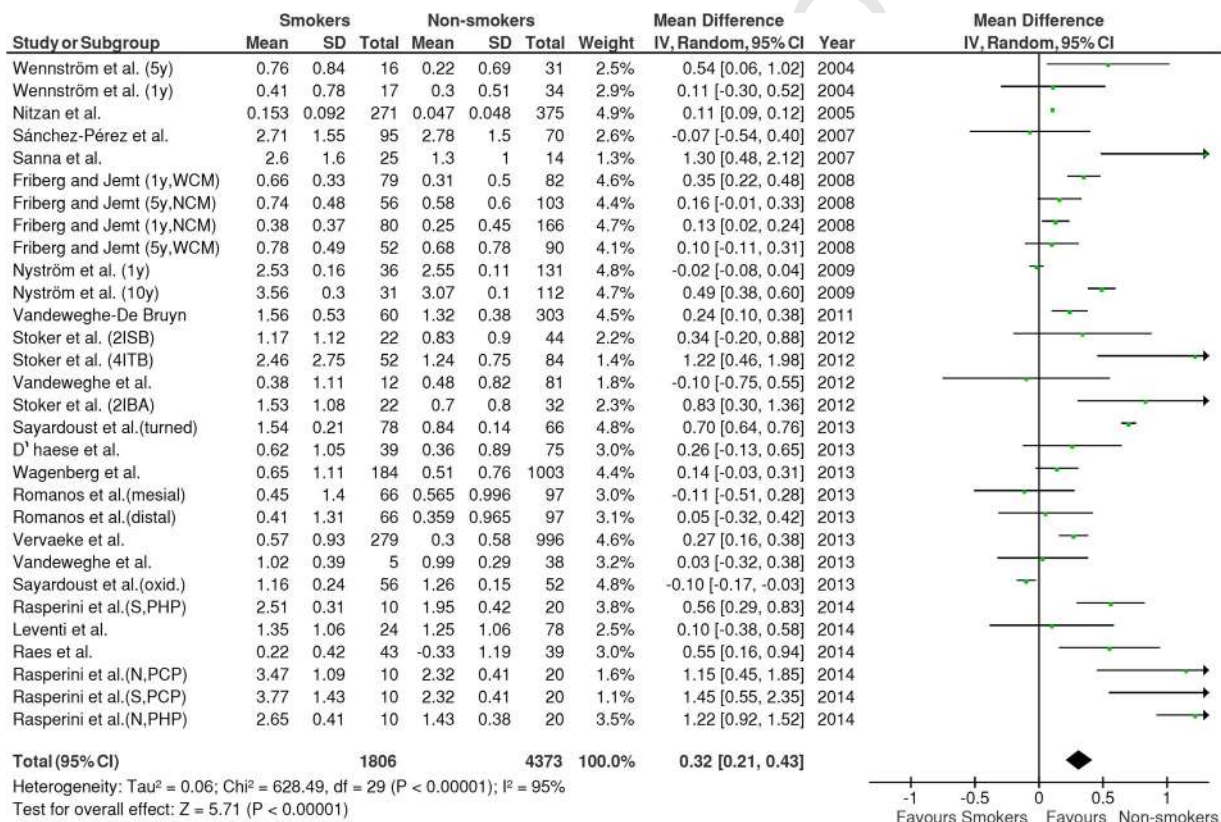 Smokers Non-smokers Mean Difference Mean Difference
Study or Subgroup Mean SD Total Mean SD Total Weight IV, Random, 95% CI Year IV, Random, 95% CI
Wennström et al. (5y) 0.76 0.84 16 0.22 0.69 31 2.5% 0.54 [0.06, 1.02] 2004
Wennström et al. (1y) 0.41 0.78 17 0.3 0.51 34 2.9% 0.11 [-0.30, 0.52] 2004
Nitzan et al. 0.153 0.092 271 0.047 0.048 375 4.9% 0.11 [0.09, 0.12] 2005
Sánchez-Pérez et al. 2.71 1.55 95 2.78 1.5 70 2.6% -0.07 [-0.54, 0.40] 2007
Sanna et al. 2.6 1.6 25 1.3 1 14 1.3% 1.30 [0.48, 2.12] 2007
Friberg and Jemt (1y,WCM) 0.66 0.33 79 0.31 0.5 82 4.6% 0.35 [0.22, 0.48] 2008
Friberg and Jemt (5y,NCM) 0.74 0.48 56 0.58 0.6 103 4.4% 0.16 [-0.01, 0.33] 2008
Friberg and Jemt (1y,NCM) 0.38 0.37 80 0.25 0.45 166 4.7% 0.13 [0.02, 0.24] 2008
Friberg and Jemt (5y,WCM) 0.78 0.49 52 0.68 0.78 90 4.1% 0.10 [-0.11, 0.31] 2008
Nyström et al. (1y) 2.53 0.16 36 2.55 0.11 131 4.8% -0.02 [-0.08, 0.04] 2009
Nyström et al. (10y) 3.56 0.3 31 3.07 0.1 112 4.7% 0.49 [0.38, 0.60] 2009
Vandeweghe-De Bruyn 1.56 0.53 60 1.32 0.38 303 4.5% 0.24 [0.10, 0.38] 2011
Stoker et al. (2ISB) 1.17 1.12 22 0.83 0.9 44 2.2% 0.34 [-0.20, 0.88] 2012
Stoker et al. (4ITB) 2.46 2.75 52 1.24 0.75 84 1.4% 1.22 [0.46, 1.98] 2012
Vandeweghe et al. 0.38 1.11 12 0.48 0.82 81 1.8% -0.10 [-0.75, 0.55] 2012
Stoker et al. (2IBA) 1.53 1.08 22 0.7 0.8 32 2.3% 0.83 [0.30, 1.36] 2012
Sayardoust et al.(turned) 1.54 0.21 78 0.84 0.14 66 4.8% 0.70 [0.64, 0.76] 2013
D' haese et al. 0.62 1.05 39 0.36 0.89 75 3.0% 0.26 [-0.13, 0.65] 2013
Wagenberg et al. 0.65 1.11 184 0.51 0.76 1003 4.4% 0.14 [-0.03, 0.31] 2013
Romanos et al.(mesial) 0.45 1.4 66 0.565 0.996 97 3.0% -0.11 [-0.51, 0.28] 2013
Romanos et al.(distal) 0.41 1.31 66 0.359 0.965 97 3.1% 0.05 [-0.32, 0.42] 2013
Vervaeke et al. 0.57 0.93 279 0.3 0.58 996 4.6% 0.27 [0.16, 0.38] 2013
Vandeweghe et al. 1.02 0.39 5 0.99 0.29 38 3.2% 0.03 [-0.32, 0.38] 2013
Sayardoust et al.(oxid.) 1.16 0.24 56 1.26 0.15 52 4.8% -0.10 [-0.17, -0.03] 2013
Rasperini et al.(S,PHP) 2.51 0.31 10 1.95 0.42 20 3.8% 0.56 [0.29, 0.83] 2014
Leventi et al. 1.35 1.06 24 1.25 1.06 78 2.5% 0.10 [-0.38, 0.58] 2014
Raes et al. 0.22 0.42 43 -0.33 1.19 39 3.0% 0.55 [0.16, 0.94] 2014
Rasperini et al.(N,PCP) 3.47 1.09 10 2.32 0.41 20 1.6% 1.15 [0.45, 1.85] 2014
Rasperini et al.(S,PCP) 3.77 1.43 10 2.32 0.41 20 1.1% 1.45 [0.55, 2.35] 2014
Rasperini et al.(N,PHP) 2.65 0.41 10 1.43 0.38 20 3.5% 1.22 [0.92, 1.52] 2014
Total (95% CI) 1806 4373 100.0% 0.32 [0.21, 0.43]
Heterogeneity: Tau² = 0.06; Chi² = 628.49, df = 29 (P < 0.00001); I² = 95%
Test for overall effect: Z = 5.71 (P < 0.00001)
-1 -0.5 0 0.5 1
Favours Smokers Favours Non-smokers